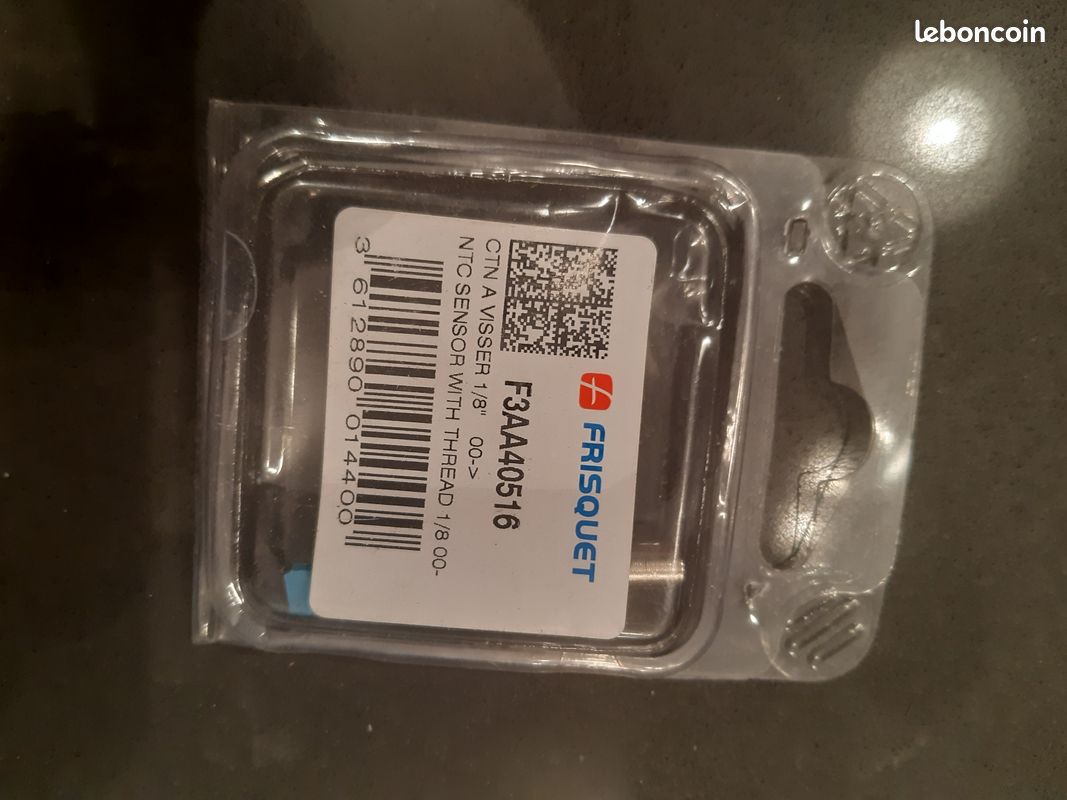 leboncoin
FRISQUET
F3AA40516
CTN A VISSER 1/8" 00->
NTC SENSOR WITH THREAD 1/8 00-
3 612890 014400